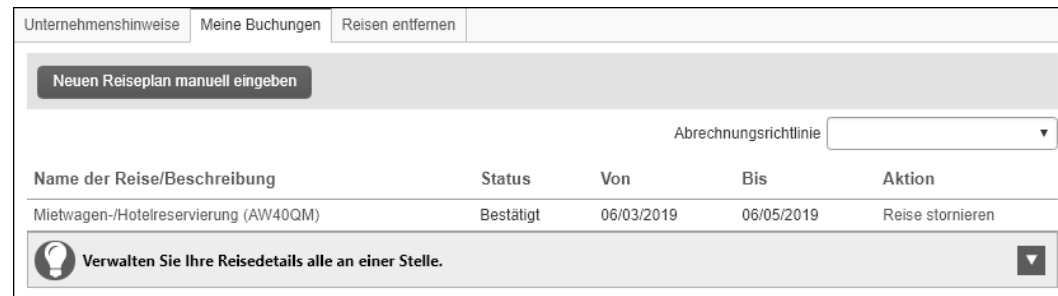 Unternehmenshinweise Meine Buchungen Reisen entfernen
Neuen Reiseplan manuell eingeben
Abrechnungsrichtlinie
Name der Reise/Beschreibung Status Von Bis Aktion
Mietwagen-/Hotelreservierung (AW40QM) Bestätigt 06/03/2019 06/05/2019 Reise stornieren
Verwalten Sie Ihre Reisedetails alle an einer Stelle.